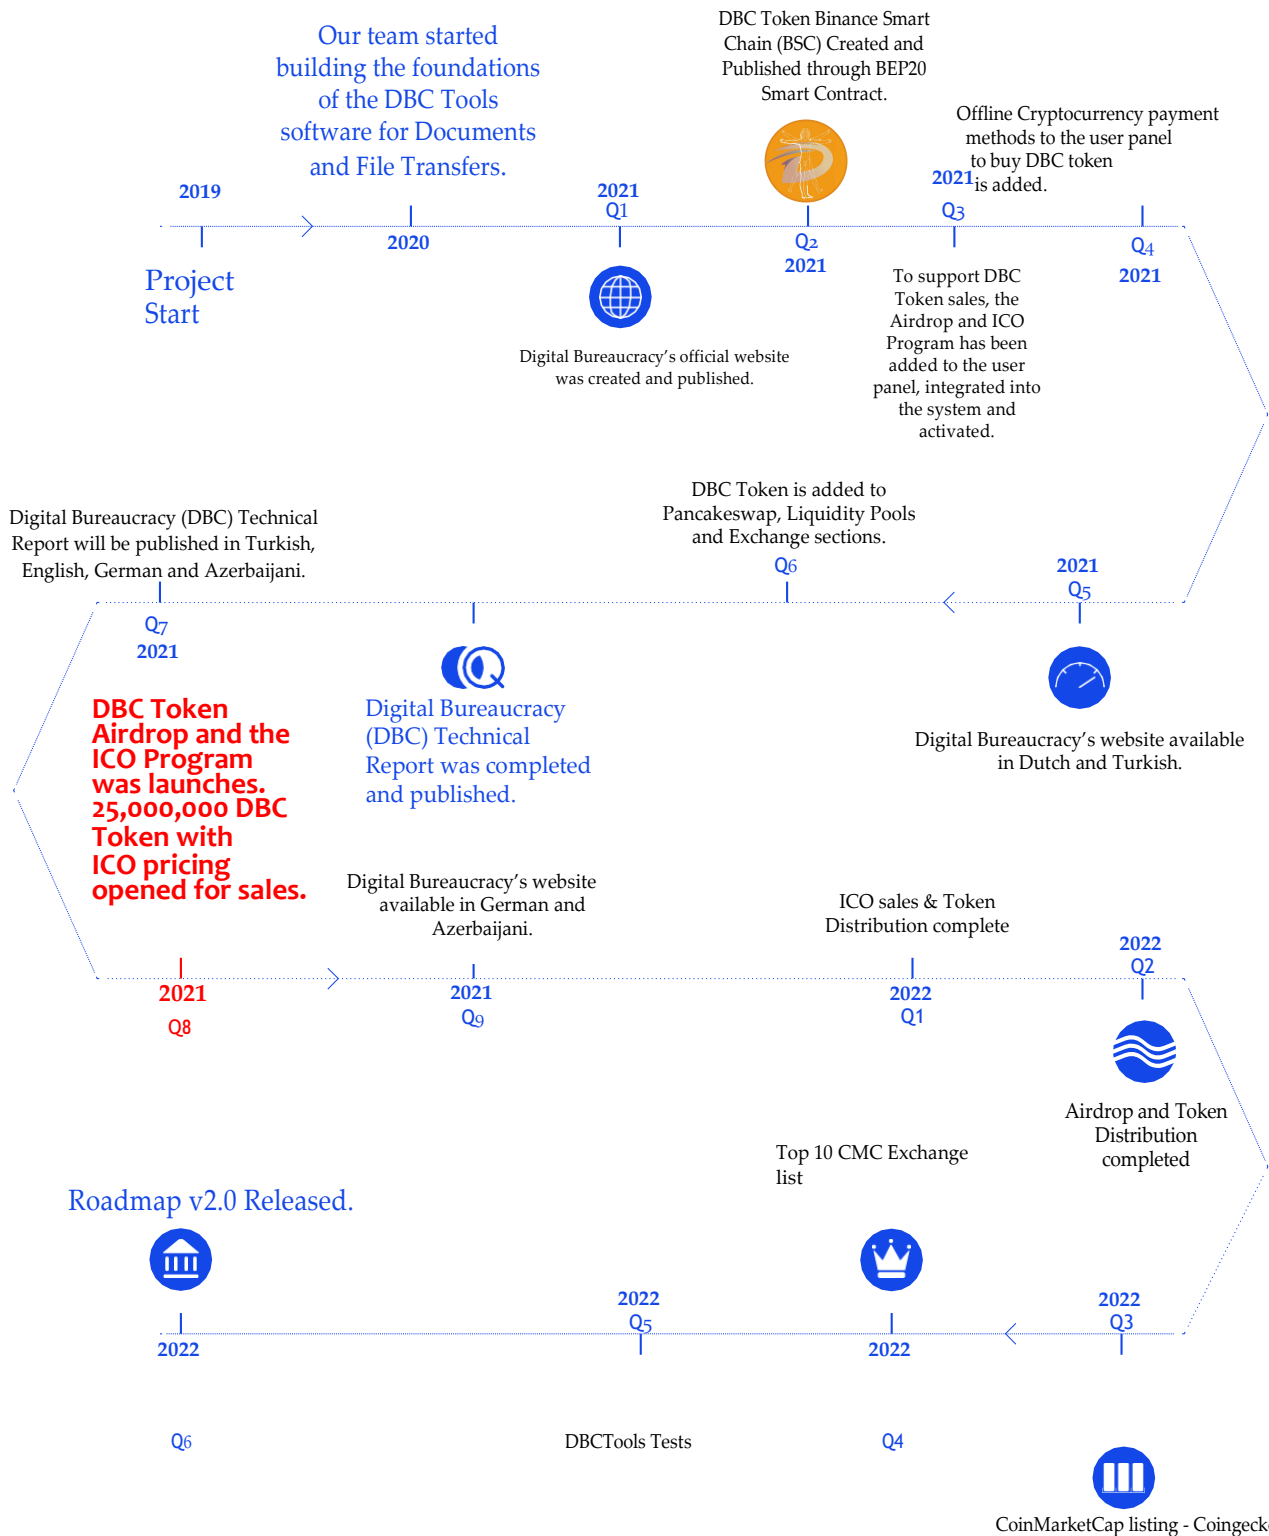 Our team started
building the foundations
of the DBC Tools
software for Documents
and File Transfers.
DBC Token Binance Smart
Chain (BSC) Created and
Published through BEP20
Smart Contract.
Offline Cryptocurrency payment
methods to the user panel
to buy DBC token
is added.
2019
2021
Q1
2021
Q3
2020
Q2
2021
Q4
2021
Project
Start
Digital Bureaucracy’s official website
was created and published.
To support DBC
Token sales, the
Airdrop and ICO
Program has been
added to the user
panel, integrated into
the system and
activated.
DBC Token is added to
Pancakeswap, Liquidity Pools
and Exchange sections.
Digital Bureaucracy (DBC) Technical
Report will be published in Turkish,
English, German and Azerbaijani.
Q6
2021
Q5
Q7
2021
Digital Bureaucracy
(DBC) Technical
Report was completed
and published.
Digital Bureaucracy’s website available
in Dutch and Turkish.
DBC Token
Airdrop and the
ICO Program
was launches.
25,000,000 DBC
Token with
ICO pricing
opened for sales.
Digital Bureaucracy’s website
available in German and
Azerbaijani.
ICO sales & Token
Distribution complete
2022
Q2
2021
Q8
2021
Q9
2022
Q1
Airdrop and Token
Distribution
completed
Top 10 CMC Exchange
list
Roadmap v2.0 Released.
2022
Q5
2022
Q3
2022
2022
Q6
DBCTools Tests
Q4
CoinMarketCap listing - Coingeck